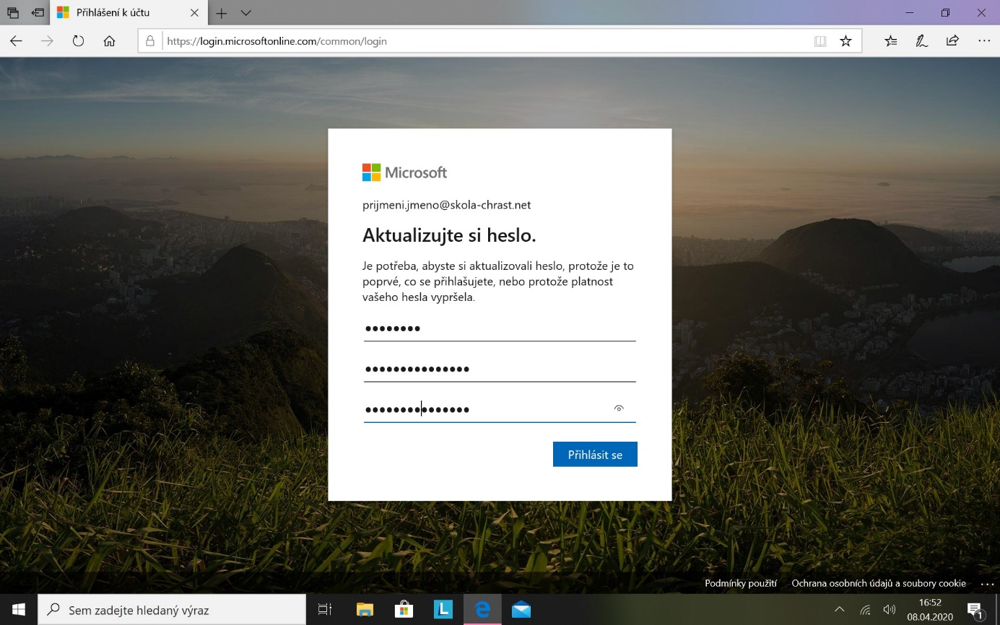 Přihlášení k účtu
https://login.microsoftonline.com/common/login
Microsoft
prijmeni.jmeno@skola-chrast.net
Aktualizujte si heslo.
Je potřeba, abyste si aktualizovali heslo, protože je to
poprvé, co se přihlašujete, nebo protože platnost
vašeho hesla vypršela.
Přihlásit se
Podmínky použití
Ochrana osobních údajů a soubory cookie
Sem zadejte hledaný výraz
L
16:52
08.04.2020
1